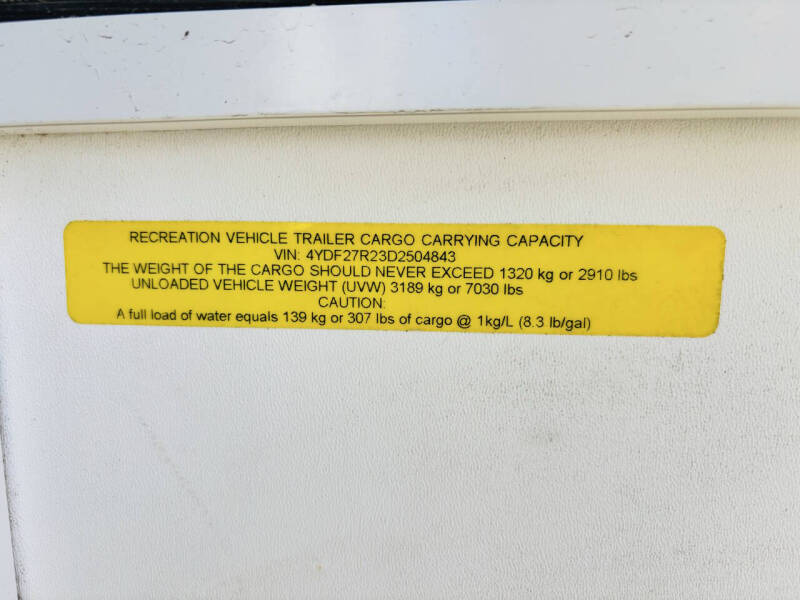 RECREATION VEHICLE TRAILER CARGO CARRYING CAPACITY
VIN: 4YDF27R23D2504843
THE WEIGHT OF THE CARGO SHOULD NEVER EXCEED 1320 kg or 2910 lbs
UNLOADED VEHICLE WEIGHT (UVW) 3189 kg or 7030 lbs
CAUTION:
A full load of water equals 139 kg or 307 lbs of cargo @ 1kg/L (8.3 lb/gal)